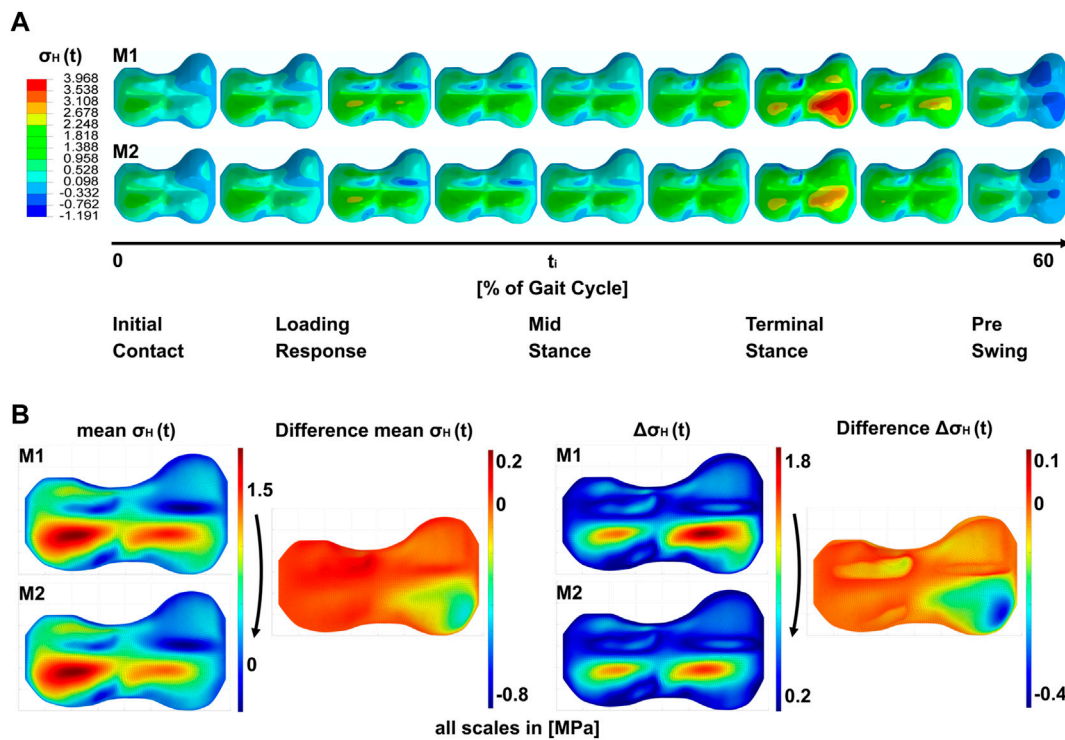 A
σH (t)
M1
3.968
3.538
3.108
2.678
2.248
1.818
1.388
0.958
0.528
0.098
-0.332
-0.762
-1.191
M2
0
ti
60
[% of Gait Cycle]
Initial Contact
Loading Response
Mid Stance
Terminal Stance
Pre Swing
B
mean σH (t)
Difference mean σH (t)
ΔσH (t)
Difference ΔσH (t)
M1
1.5
0.2
0
M1
1.8
0.1
0
M2
0
-0.8
M2
0.2
-0.4
all scales in [MPa]